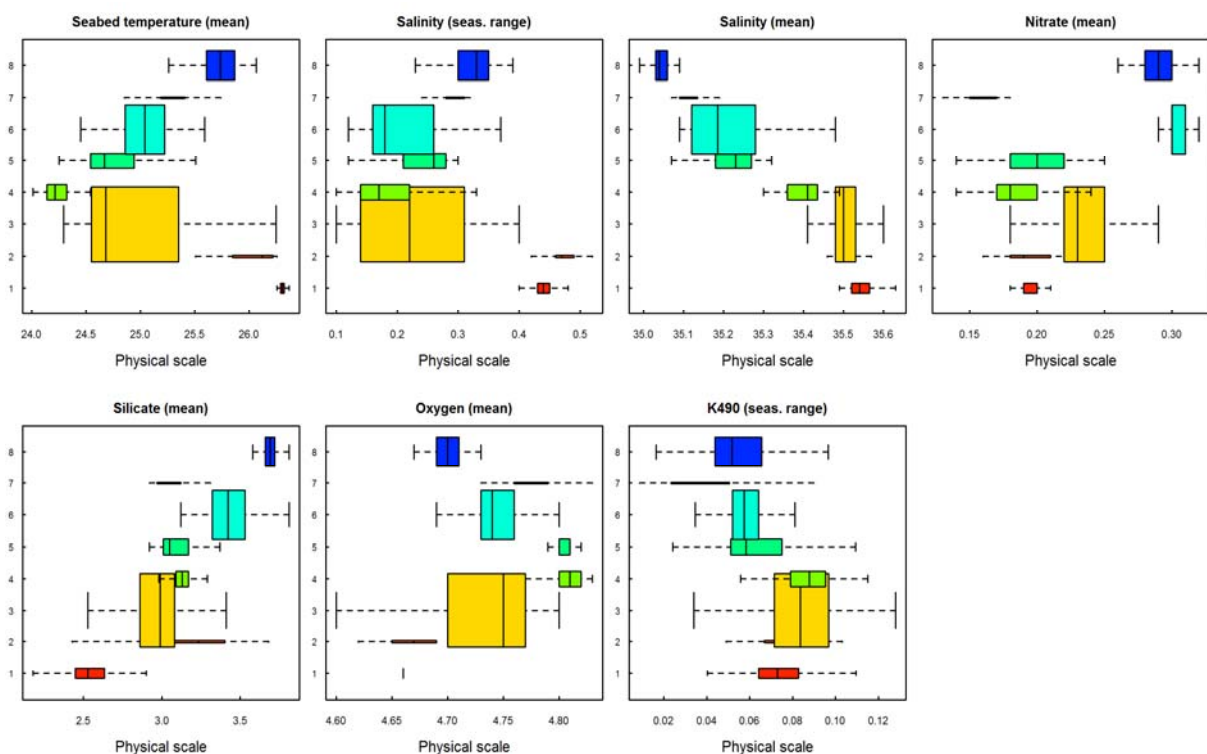 Seabed temperature (mean)
8
7
6
5
4
3
2
1
24.0 24.5 25.0 25.5 26.0
Physical scale
Salinity (seas. range)
8
7
6
5
4
3
2
1
0.1 0.2 0.3 0.4 0.5
Physical scale
Salinity (mean)
8
7
6
5
4
3
2
1
35.0 35.1 35.2 35.3 35.4 35.5 35.6
Physical scale
Nitrate (mean)
8
7
6
5
4
3
2
1
0.15 0.20 0.25 0.30
Physical scale
Silicate (mean)
8
7
6
5
4
3
2
1
2.5 3.0 3.5
Physical scale
Oxygen (mean)
8
7
6
5
4
3
2
1
4.60 4.70 4.80
Physical scale
K490 (seas. range)
8
7
6
5
4
3
2
1
0.02 0.04 0.06 0.08 0.10 0.12
Physical scale